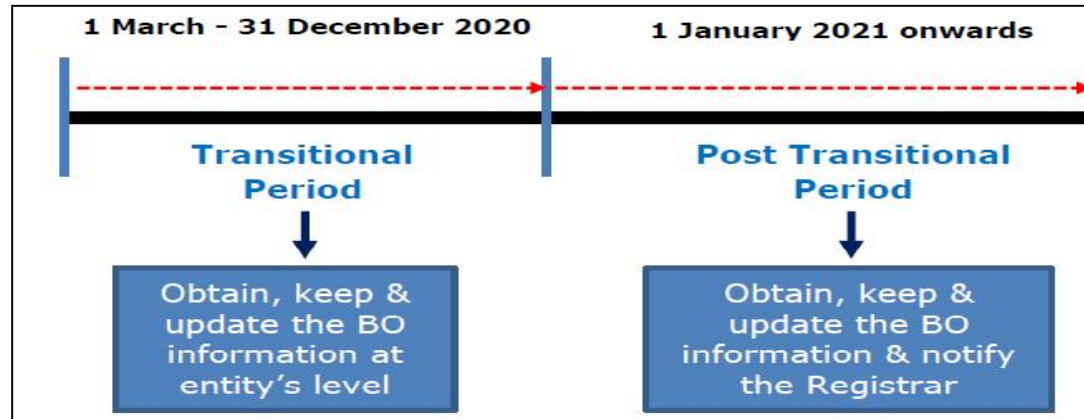 1 March - 31 December 2020
1 January 2021 onwards
Transitional
Period
Post Transitional
Period
Obtain, keep &
update the BO
information at
entity's level
Obtain, keep &
update the BO
information & notify
the Registrar